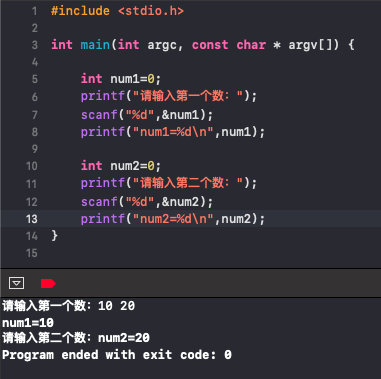 1 #include <stdio.h>
2
3 int main(int argc, const char * argv[]) {
4
5     int num1=0;
6     printf("请输入第一个数: ");
7     scanf("%d",&num1);
8     printf("num1=%d\n",num1);
9
10     int num2=0;
11     printf("请输入第二个数: ");
12     scanf("%d",&num2);
13     printf("num2=%d\n",num2);
14 }
15
请输入第一个数: 10 20
num1=10
请输入第二个数: num2=20
Program ended with exit code: 0